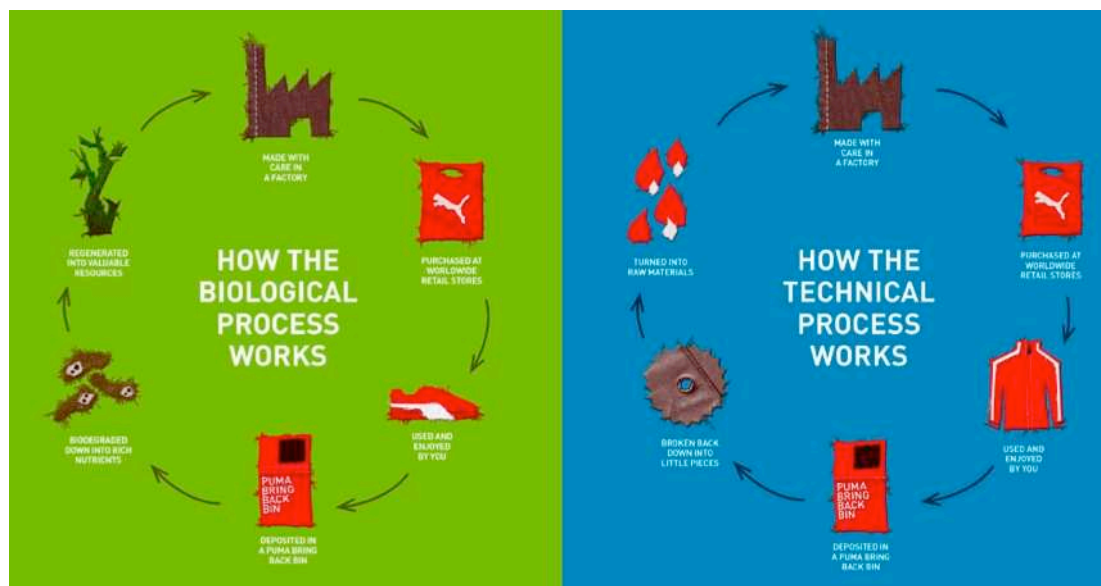 MADE WITH
CARE IN
A FACTORY
PURCHASED AT
WORLDWIDE
RETAIL STORES
USED AND
ENJOYED
BY YOU
PUMA
BRING
BACK
BIN
DEPOSITED IN
A PUMA BRING
BACK BIN
BIODEGRADED
DOWN INTO RICH
NUTRIENTS
REGENERATED
INTO VALUABLE
RESOURCES
HOW THE
BIOLOGICAL
PROCESS
WORKS
MADE WITH
CARE IN
A FACTORY
PURCHASED AT
WORLDWIDE
RETAIL STORES
USED AND
ENJOYED
BY YOU
PUMA
BRING
BACK
BIN
DEPOSITED IN
A PUMA BRING
BACK BIN
BROKEN BACK
DOWN INTO
LITTLE PIECES
TURNED INTO
RAW MATERIALS
HOW THE
TECHNICAL
PROCESS
WORKS